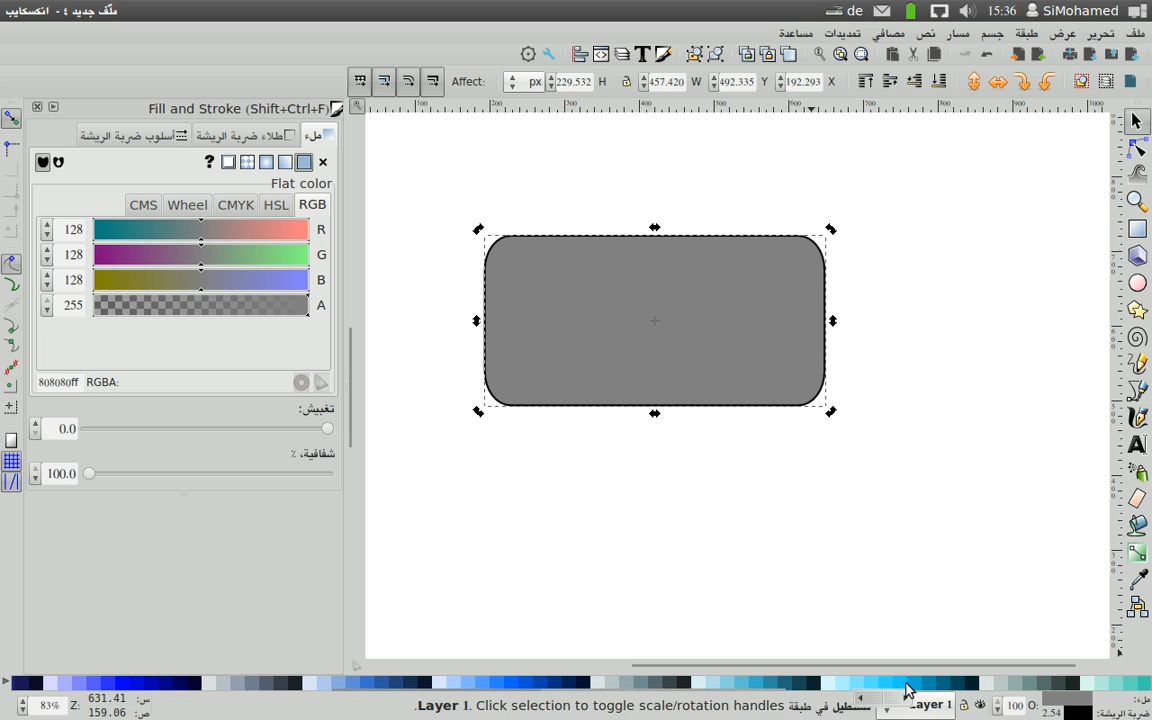 ملف جديد ٤ - انكسكايب
de 15:36 SiMohamed
ملف تحرير عرض طبقة جسم مسار نص مصافي تمديدات مساعدة
Affect: px 229.532 H 457.420 W 492.335 Y 192.293 X
Fill and Stroke (Shift+Ctrl+F)
ملء طلاء ضربة الريشة أسلوب ضربة الريشة
Flat color
CMS Wheel CMYK HSL RGB
128 R
128 G
128 B
255 A
808080ff RGBA:
تغبيش:
0.0
شفافية، ٪
100.0
83% Z: 631.41 س:
159.06 ص:
مستطيل في طبقة Layer 1. Click selection to toggle scale/rotation handles.
Layer 1
100 O:
ملء:
2.54 ضربة الريشة: